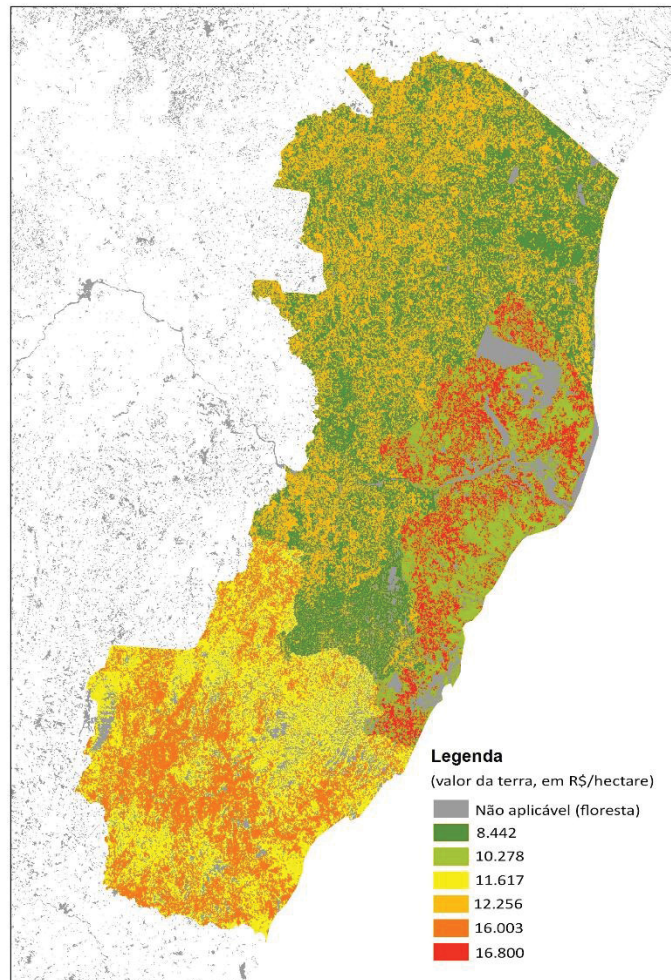 Legenda
(valor da terra, em R$/hectare)
Não aplicável (floresta)
8.442
10.278
11.617
12.256
16.003
16.800